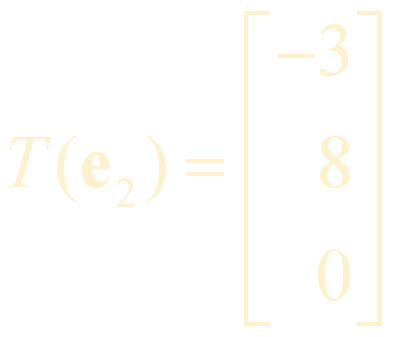 T(e₂) = [−3
8
0]